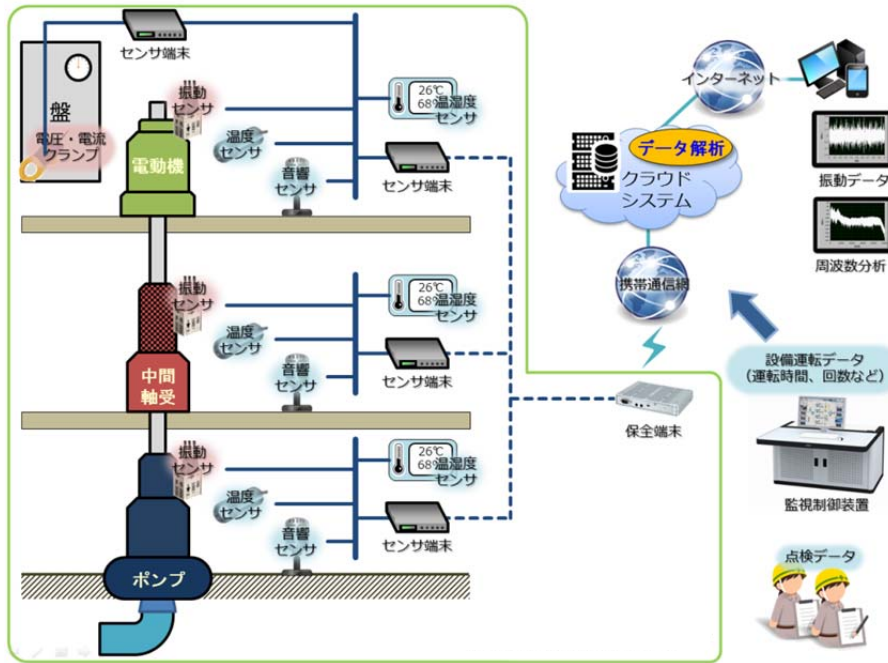 センサ端末
盤
電圧・電流
クランプ
振動
センサ
電動機
温度
センサ
音響
センサ
26℃
68%
温湿度
センサ
センサ端末
振動
センサ
中間
軸受
温度
センサ
音響
センサ
26℃
68%
温湿度
センサ
センサ端末
振動
センサ
ポンプ
温度
センサ
音響
センサ
26℃
68%
温湿度
センサ
センサ端末
インターネット
データ解析
クラウド
システム
携帯通信網
振動データ
周波数分析
設備運転データ
（運転時間、回数など）
保全端末
監視制御装置
点検データ